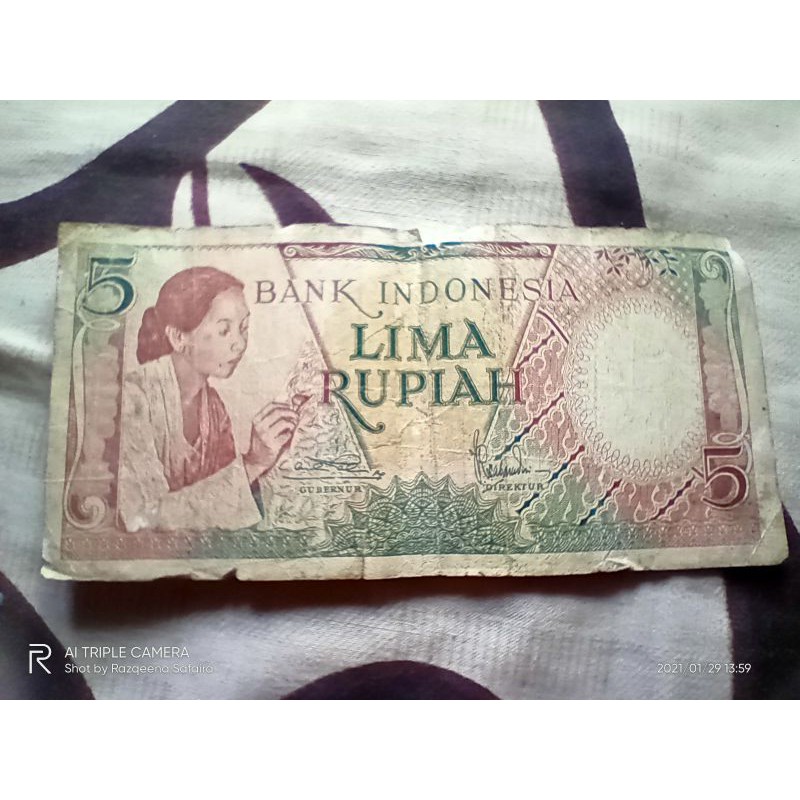 5
BANK INDONESIA
LIMA
RUPIAH
GUBERNUR
DIREKTUR
5
R
AI TRIPLE CAMERA
Shot by Razqeena Safaira
2021.01.29 13:59